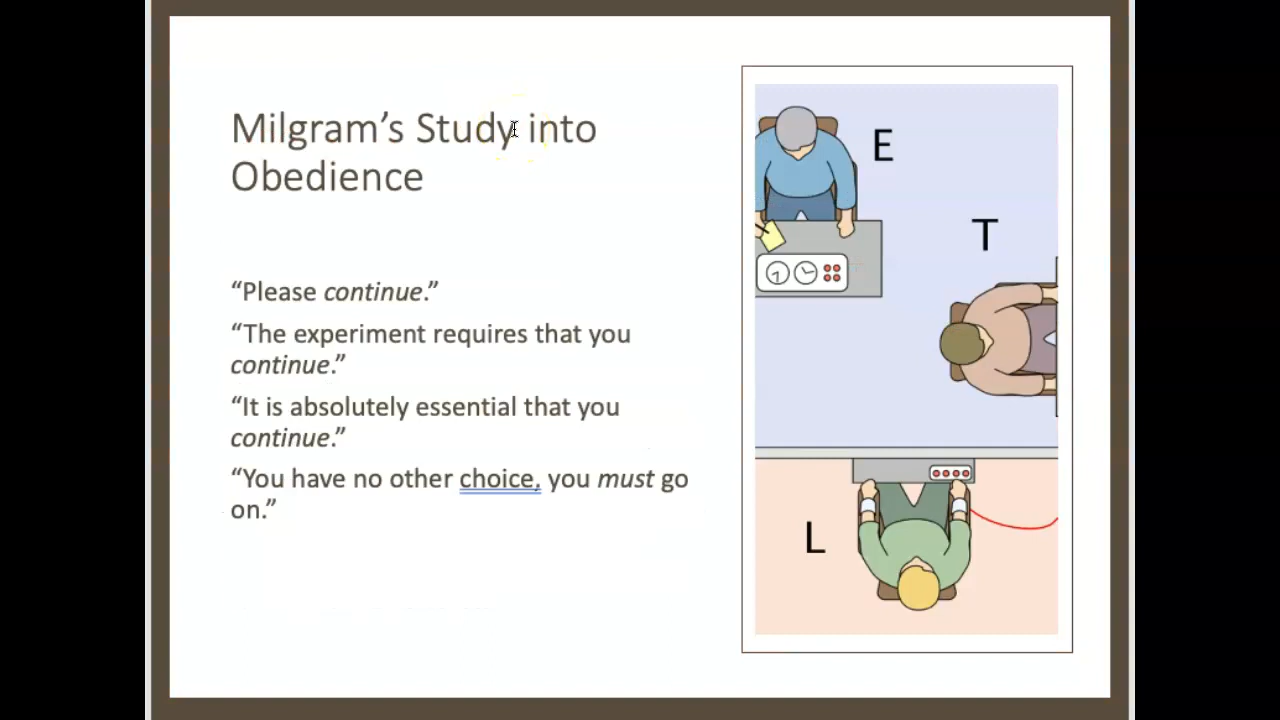 Milgram’s Study into
Obedience
“Please continue.”
“The experiment requires that you
continue.”
“It is absolutely essential that you
continue.”
“You have no other choice, you must go
on.”
E
T
L